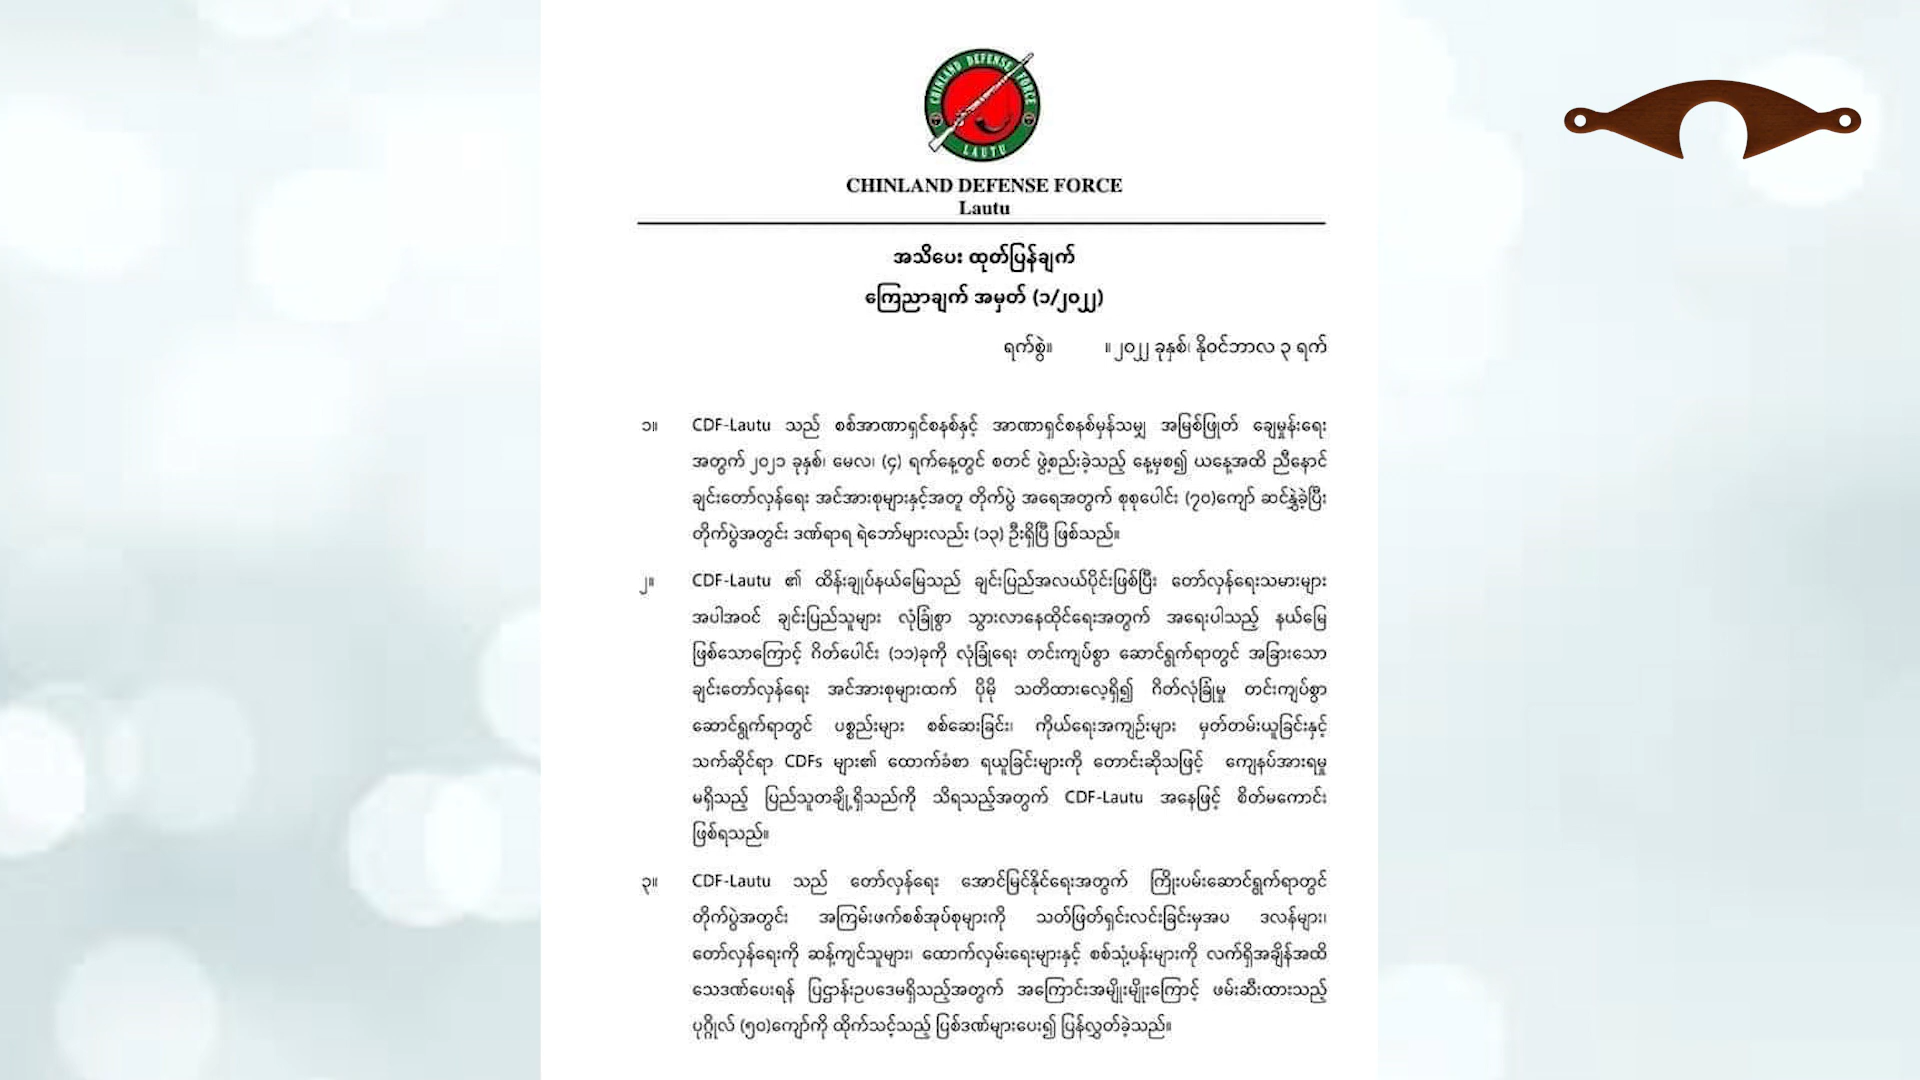 CHINLAND DEFENSE FORCE
LAUTU
CHINLAND DEFENSE FORCE
Lautu
အသိပေး ထုတ်ပြန်ချက်
ကြေညာချက် အမှတ် (၁/၂၀၂၂)
ရက်စွဲ။ ။၂၀၂၂ ခုနှစ်၊ နိုဝင်ဘာလ ၃ ရက်
၁။ CDF-Lautu သည် စစ်အာဏာရှင်စနစ်နှင့် အာဏာရှင်စနစ်မှန်သမျှ အမြစ်ဖြုတ် ချေမှုန်းရေး
အတွက် ၂၀၂၁ ခုနှစ်၊ မေလ၊ (၄) ရက်နေ့တွင် စတင် ဖွဲ့စည်းခဲ့သည့် နေ့မှစ၍ ယနေ့အထိ ညီနောင်
ချင်းတော်လှန်ရေး အင်အားစုများနှင့်အတူ တိုက်ပွဲ အရေအတွက် စုစုပေါင်း (၇၀)ကျော် ဆင်နွှဲခဲ့ပြီး
တိုက်ပွဲအတွင်း ဒဏ်ရာရ ရဲဘော်များလည်း (၁၃) ဦးရှိပြီ ဖြစ်သည်။
၂။ CDF-Lautu ၏ ထိန်းချုပ်နယ်မြေသည် ချင်းပြည်အလယ်ပိုင်းဖြစ်ပြီး တော်လှန်ရေးသမားများ
အပါအဝင် ချင်းပြည်သူများ လုံခြုံစွာ သွားလာနေထိုင်ရေးအတွက် အရေးပါသည့် နယ်မြေ
ဖြစ်သောကြောင့် ဂိတ်ပေါင်း (၁၁)ခုကို လုံခြုံရေး တင်းကျပ်စွာ ဆောင်ရွက်ရာတွင် အခြားသော
ချင်းတော်လှန်ရေး အင်အားစုများထက် ပိုမို သတိထားလေ့ရှိ၍ ဂိတ်လုံခြုံမှု တင်းကျပ်စွာ
ဆောင်ရွက်ရာတွင် ပစ္စည်းများ စစ်ဆေးခြင်း၊ ကိုယ်ရေးအကျဉ်းများ မှတ်တမ်းယူခြင်းနှင့်
သက်ဆိုင်ရာ CDFs များ၏ ထောက်ခံစာ ရယူခြင်းများကို တောင်းဆိုသဖြင့် ကျေနပ်အားရမှု
မရှိသည့် ပြည်သူတချို့ရှိသည်ကို သိရသည့်အတွက် CDF-Lautu အနေဖြင့် စိတ်မကောင်း
ဖြစ်ရသည်။
၃။ CDF-Lautu သည် တော်လှန်ရေး အောင်မြင်နိုင်ရေးအတွက် ကြိုးပမ်းဆောင်ရွက်ရာတွင်
တိုက်ပွဲအတွင်း အကြမ်းဖက်စစ်အုပ်စုများကို သတ်ဖြတ်ရှင်းလင်းခြင်းမှအပ ဒလန်များ၊
တော်လှန်ရေးကို ဆန့်ကျင်သူများ၊ ထောက်လှမ်းရေးများနှင့် စစ်သုံ့ပန်းများကို လက်ရှိအချိန်အထိ
သေဒဏ်ပေးရန် ပြဌာန်းဥပဒေမရှိသည့်အတွက် အကြောင်းအမျိုးမျိုးကြောင့် ဖမ်းဆီးထားသည့်
ပုဂ္ဂိုလ် (၅၀)ကျော်ကို ထိုက်သင့်သည့် ပြစ်ဒဏ်များပေး၍ ပြန်လွှတ်ခဲ့သည်။